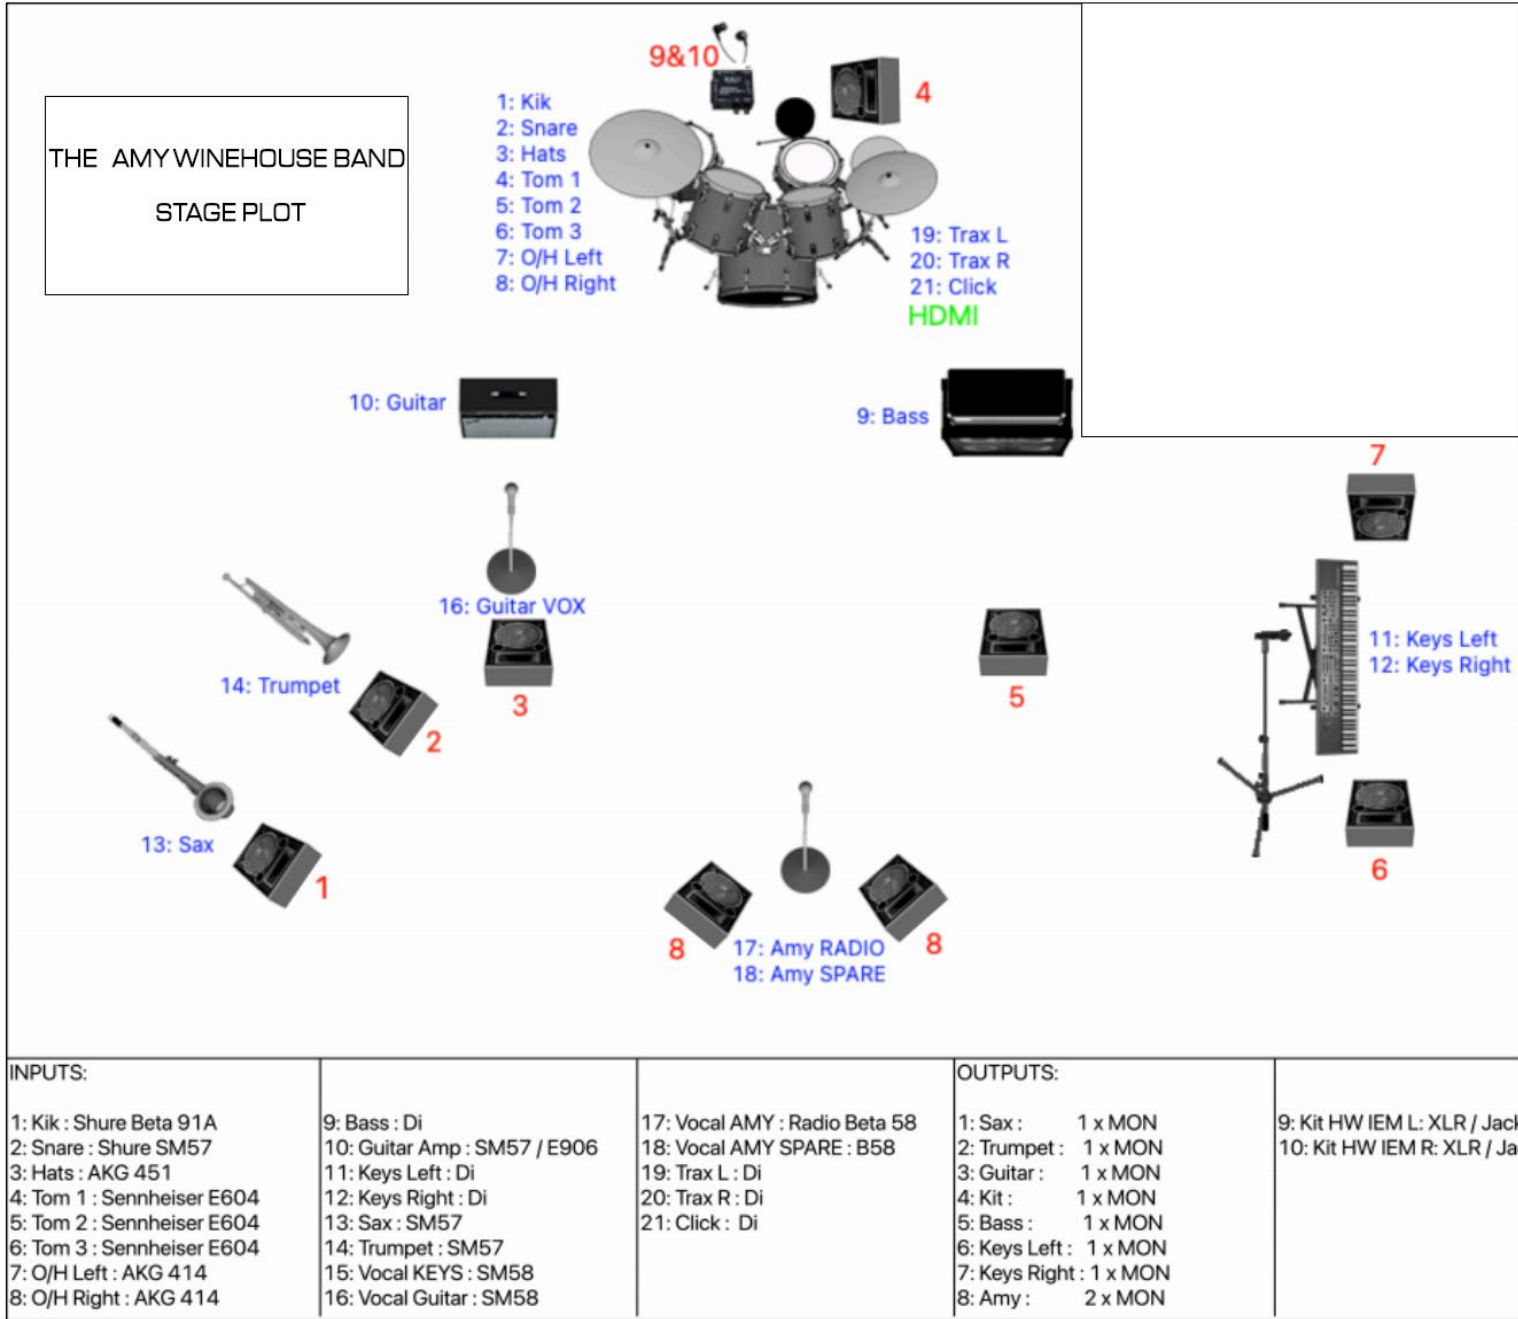 THE AMY WINEHOUSE BAND
STAGE PLOT
9&10
4
1: Kik
2: Snare
3: Hats
4: Tom 1
5: Tom 2
6: Tom 3
7: O/H Left
8: O/H Right
19: Trax L
20: Trax R
21: Click
HDMI
10: Guitar
9: Bass
7
16: Guitar VOX
11: Keys Left
12: Keys Right
14: Trumpet
3
5
2
13: Sax
1
6
8
17: Amy RADIO
8
18: Amy SPARE
INPUTS:
1: Kik : Shure Beta 91A
2: Snare : Shure SM57
3: Hats : AKG 451
4: Tom 1 : Sennheiser E604
5: Tom 2 : Sennheiser E604
6: Tom 3 : Sennheiser E604
7: O/H Left : AKG 414
8: O/H Right : AKG 414
9: Bass : Di
10: Guitar Amp : SM57 / E906
11: Keys Left : Di
12: Keys Right : Di
13: Sax : SM57
14: Trumpet : SM57
15: Vocal KEYS : SM58
16: Vocal Guitar : SM58
17: Vocal AMY : Radio Beta 58
18: Vocal AMY SPARE : B58
19: Trax L : Di
20: Trax R : Di
21: Click : Di
OUTPUTS:
1: Sax : 1 x MON
2: Trumpet : 1 x MON
3: Guitar : 1 x MON
4: Kit : 1 x MON
5: Bass : 1 x MON
6: Keys Left : 1 x MON
7: Keys Right : 1 x MON
8: Amy : 2 x MON
9: Kit HW IEM L: XLR / Jack
10: Kit HW IEM R: XLR /